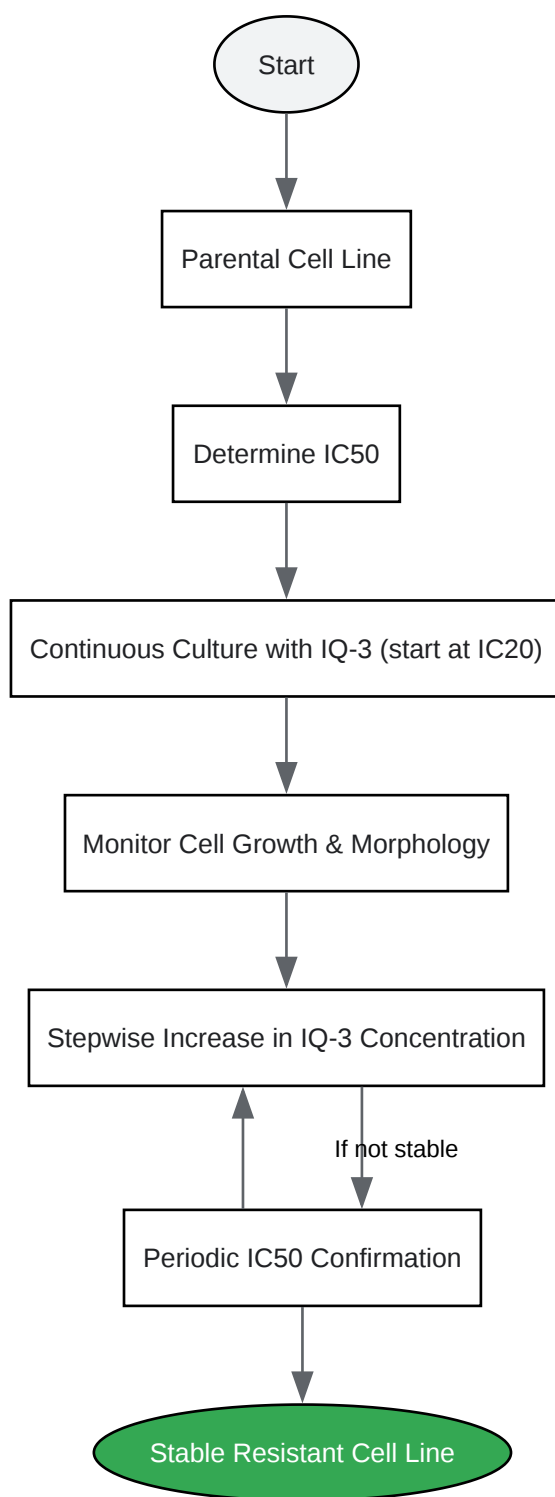 Start
Parental Cell Line
Determine IC50
Continuous Culture with IQ-3 (start at IC20)
Monitor Cell Growth & Morphology
Stepwise Increase in IQ-3 Concentration
If not stable
Periodic IC50 Confirmation
Stable Resistant Cell Line